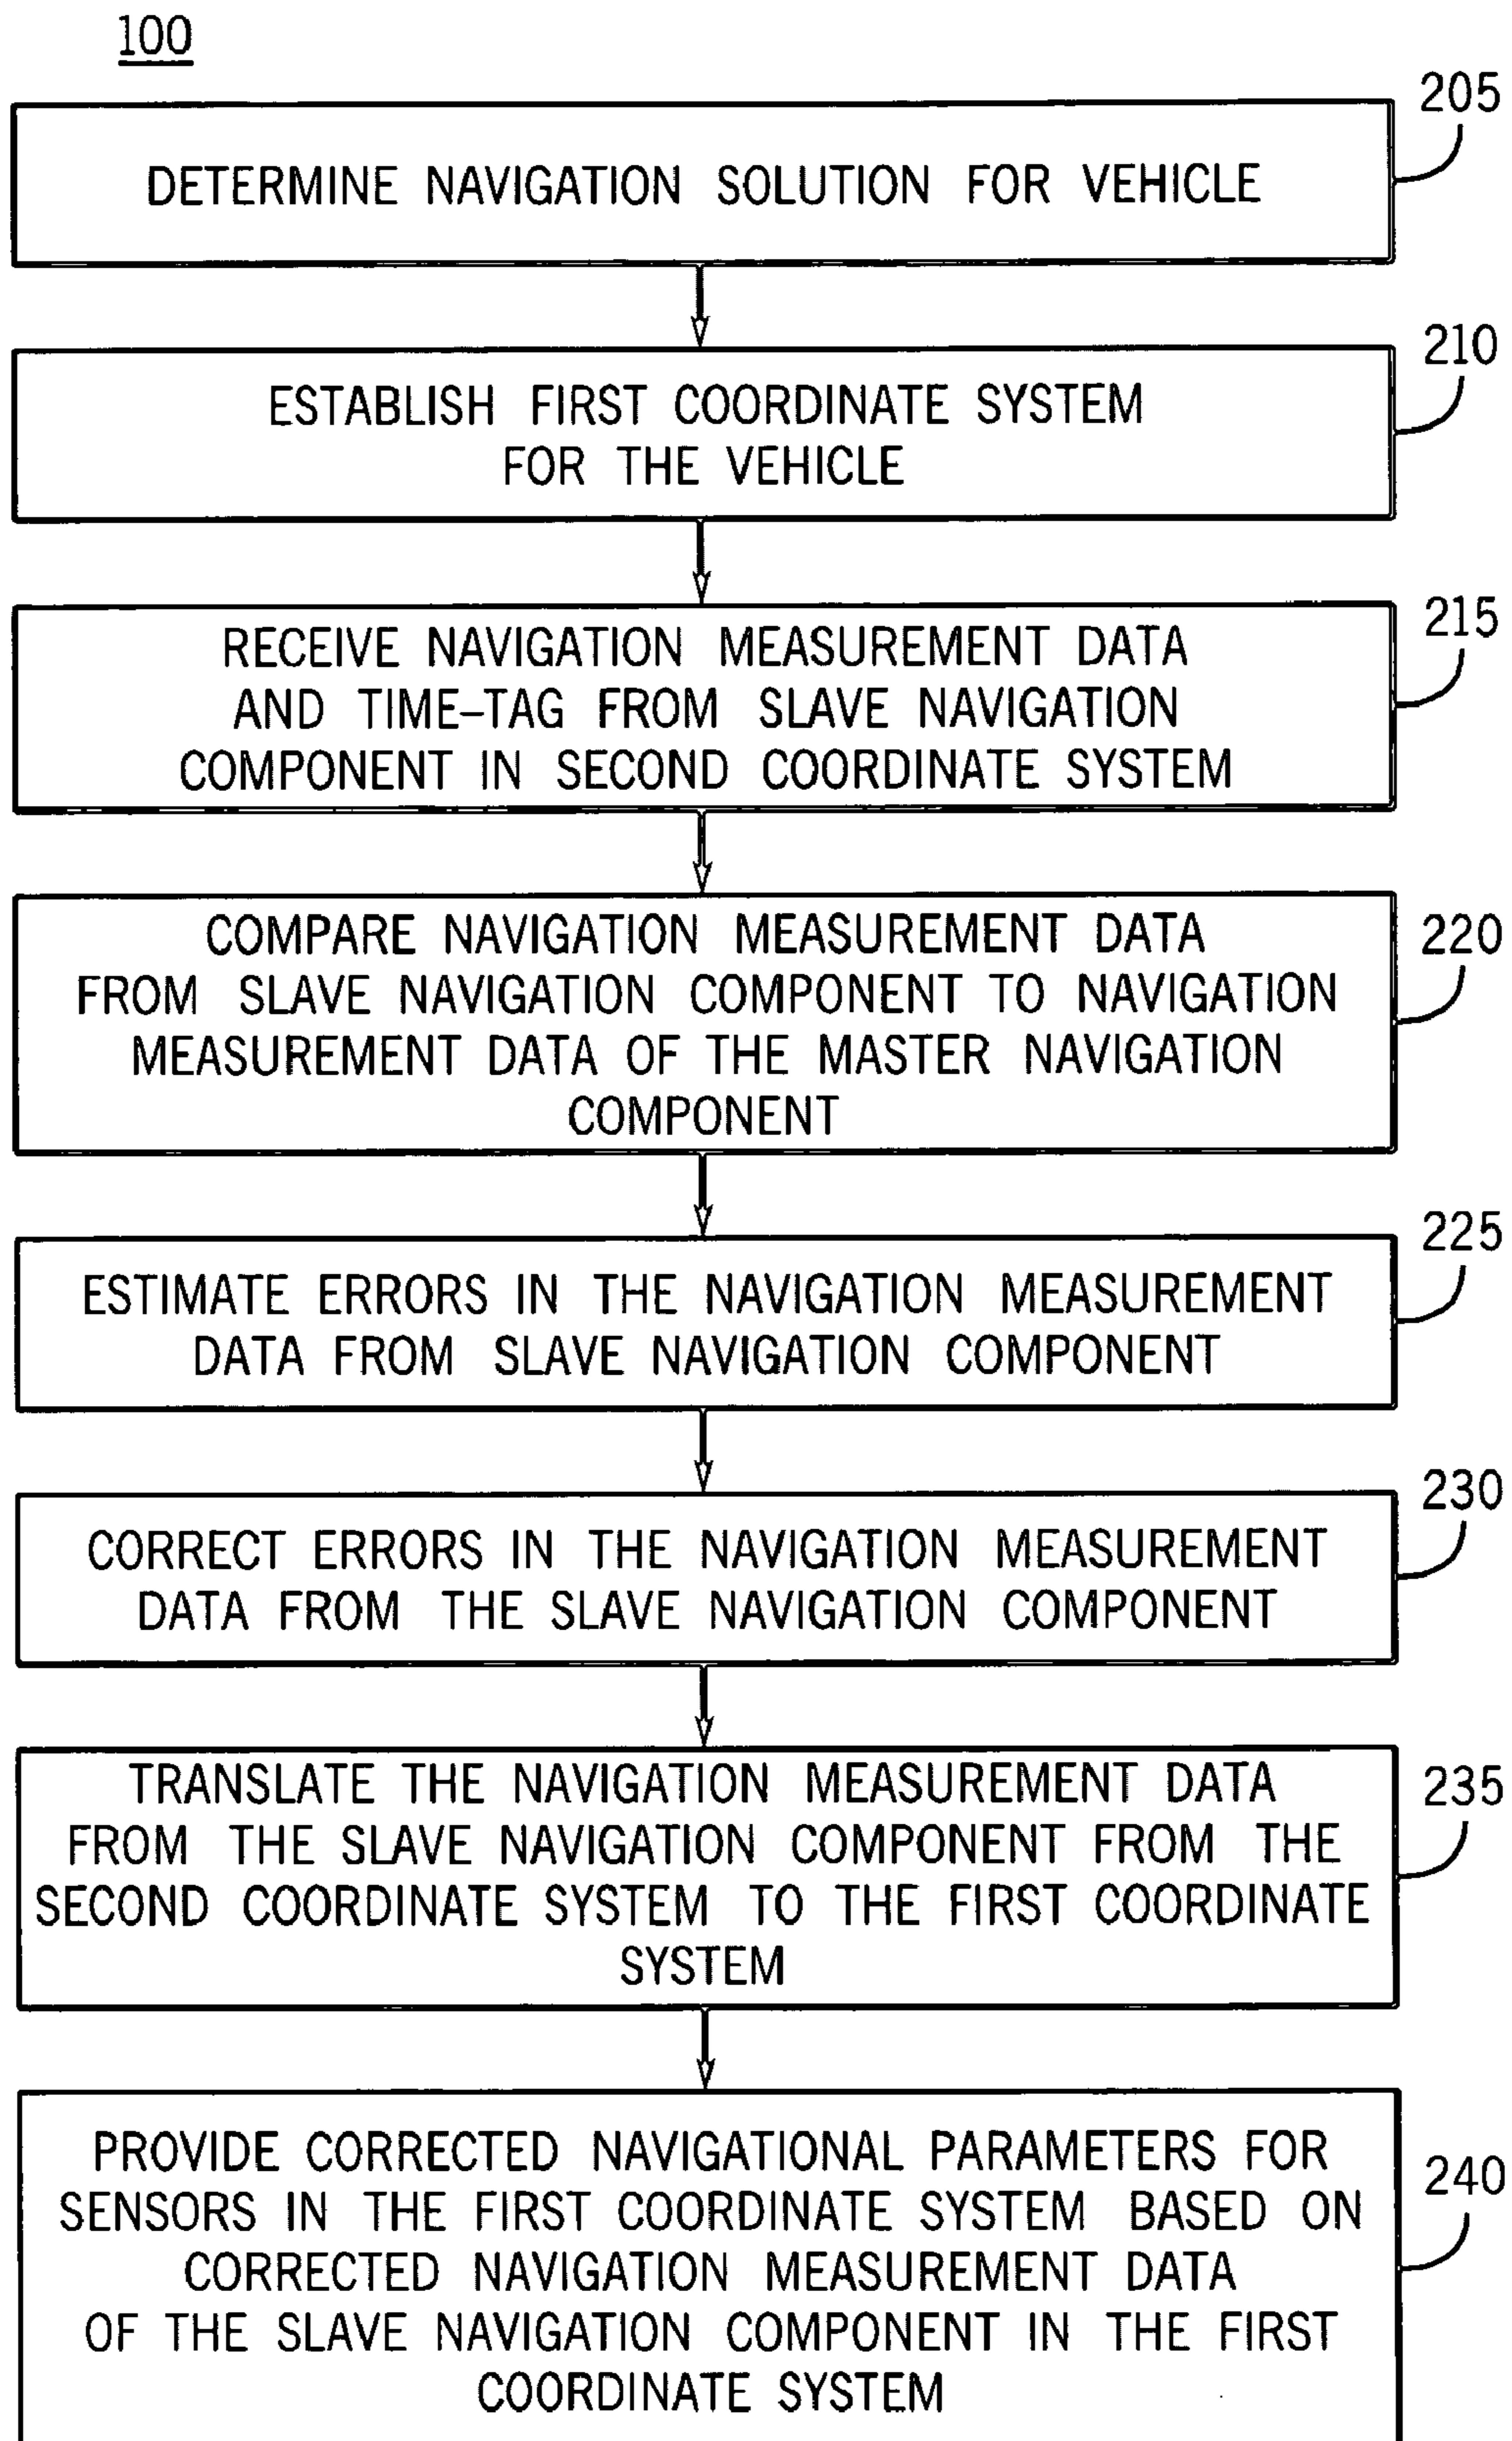 100
205
DETERMINE NAVIGATION SOLUTION FOR VEHICLE
210
ESTABLISH FIRST COORDINATE SYSTEM
FOR THE VEHICLE
215
RECEIVE NAVIGATION MEASUREMENT DATA
AND TIME-TAG FROM SLAVE NAVIGATION
COMPONENT IN SECOND COORDINATE SYSTEM
220
COMPARE NAVIGATION MEASUREMENT DATA
FROM SLAVE NAVIGATION COMPONENT TO NAVIGATION
MEASUREMENT DATA OF THE MASTER NAVIGATION
COMPONENT
225
ESTIMATE ERRORS IN THE NAVIGATION MEASUREMENT
DATA FROM SLAVE NAVIGATION COMPONENT
230
CORRECT ERRORS IN THE NAVIGATION MEASUREMENT
DATA FROM THE SLAVE NAVIGATION COMPONENT
235
TRANSLATE THE NAVIGATION MEASUREMENT DATA
FROM THE SLAVE NAVIGATION COMPONENT FROM THE
SECOND COORDINATE SYSTEM TO THE FIRST COORDINATE
SYSTEM
240
PROVIDE CORRECTED NAVIGATIONAL PARAMETERS FOR
SENSORS IN THE FIRST COORDINATE SYSTEM BASED ON
CORRECTED NAVIGATION MEASUREMENT DATA
OF THE SLAVE NAVIGATION COMPONENT IN THE FIRST
COORDINATE SYSTEM